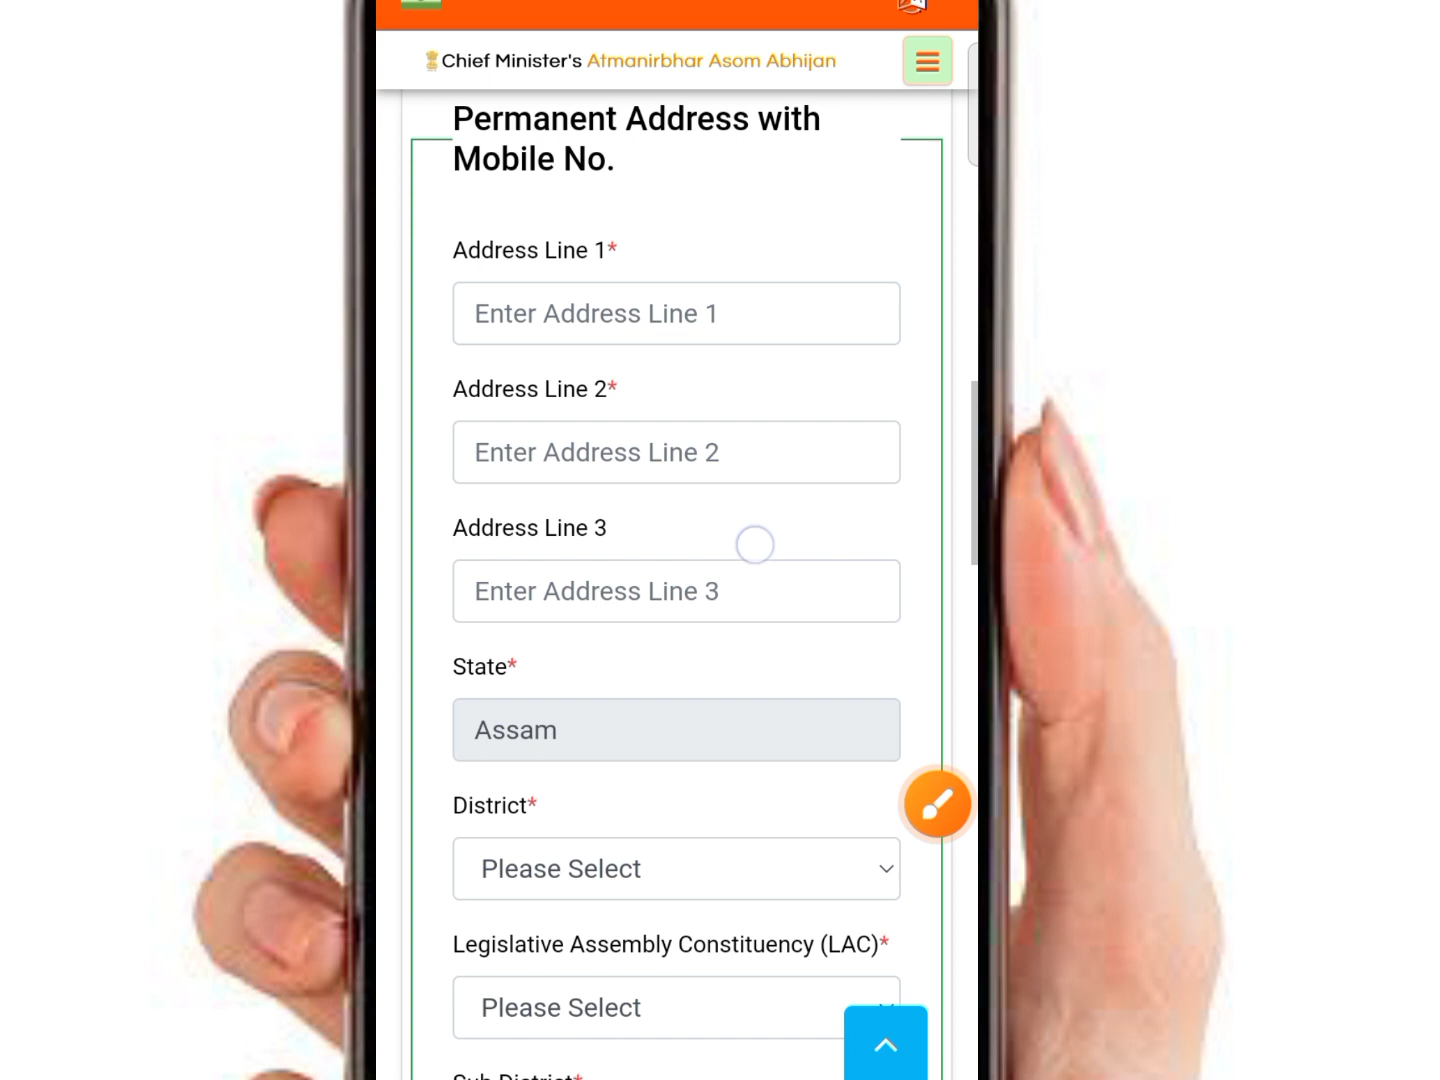 Chief Minister's Atmanirbhar Asom Abhijan
Permanent Address with
Mobile No.
Address Line 1*
Enter Address Line 1
Address Line 2*
Enter Address Line 2
Address Line 3
Enter Address Line 3
State*
Assam
District*
Please Select
Legislative Assembly Constituency (LAC)*
Please Select
Sub District*